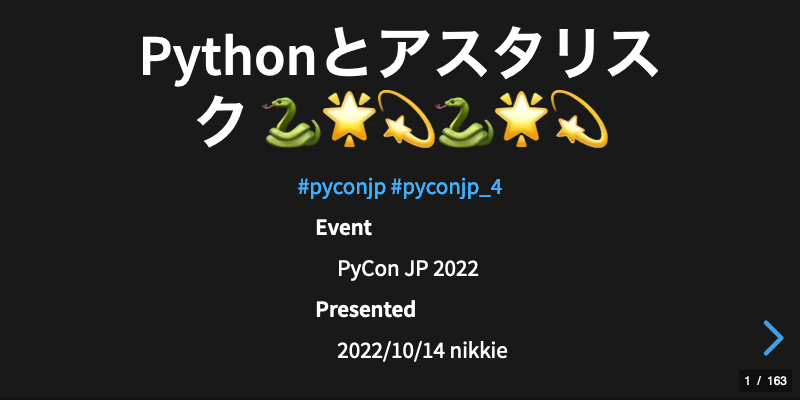 Pythonとアスタリス
ク 🐍🌟💫🐍🌟💫
#pyconjp #pyconjp_4
Event
PyCon JP 2022
Presented
2022/10/14 nikkie
1 / 163